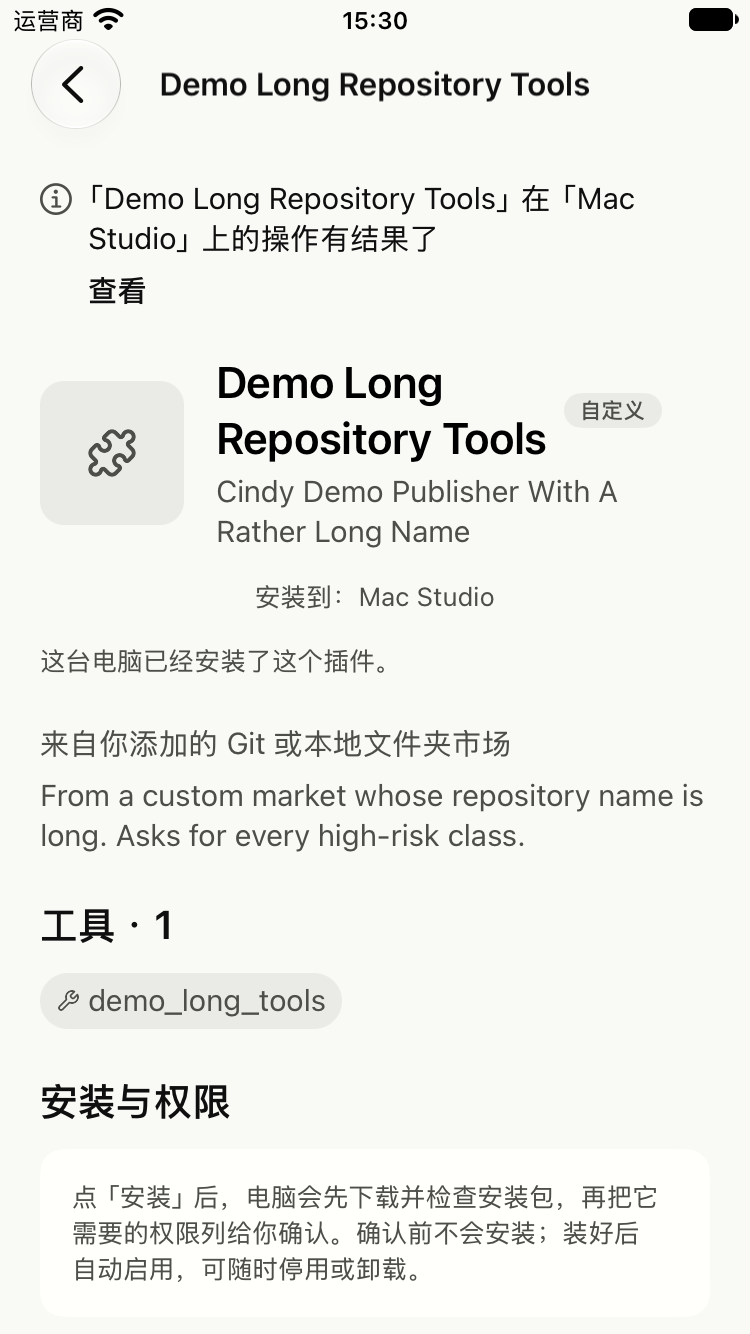 运营商
15:30
Demo Long Repository Tools
「Demo Long Repository Tools」在「Mac
Studio」上的操作有结果了
查看
Demo Long
Repository Tools
自定义
Cindy Demo Publisher With A
Rather Long Name
安装到：Mac Studio
这台电脑已经安装了这个插件。
来自你添加的 Git 或本地文件夹市场
From a custom market whose repository name is
long. Asks for every high-risk class.
工具 · 1
demo_long_tools
安装与权限
点「安装」后，电脑会先下载并检查安装包，再把它
需要的权限列给你确认。确认前不会安装；装好后
自动启用，可随时停用或卸载。